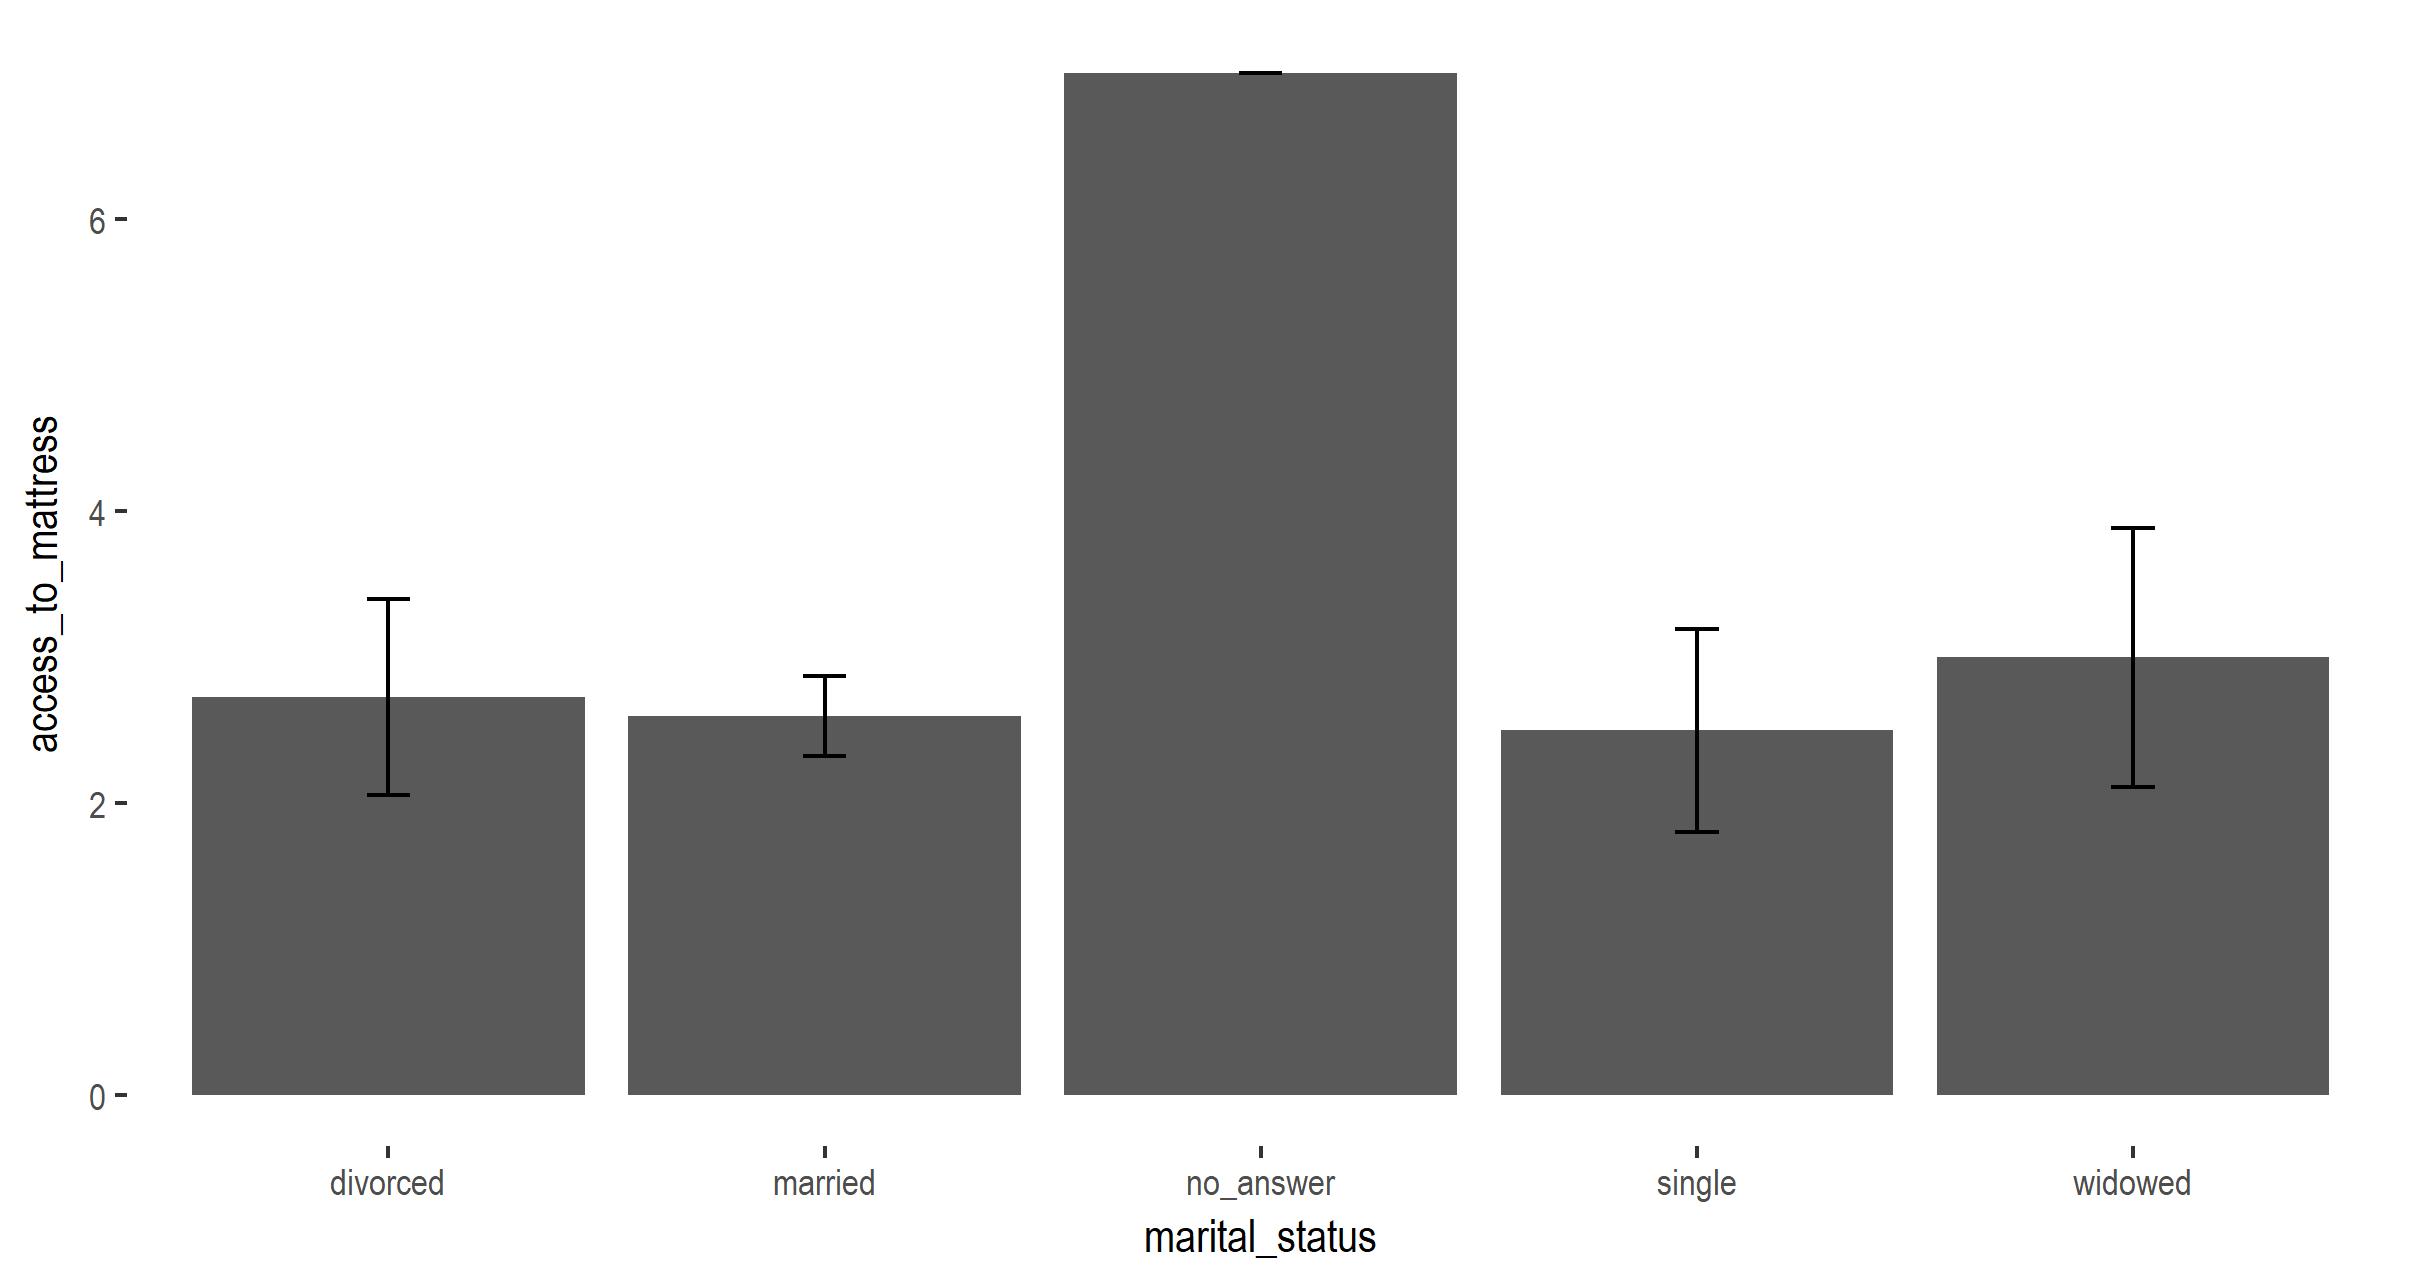 access_to_mattress
6
4
2
0
divorced married no_answer single widowed
marital_status